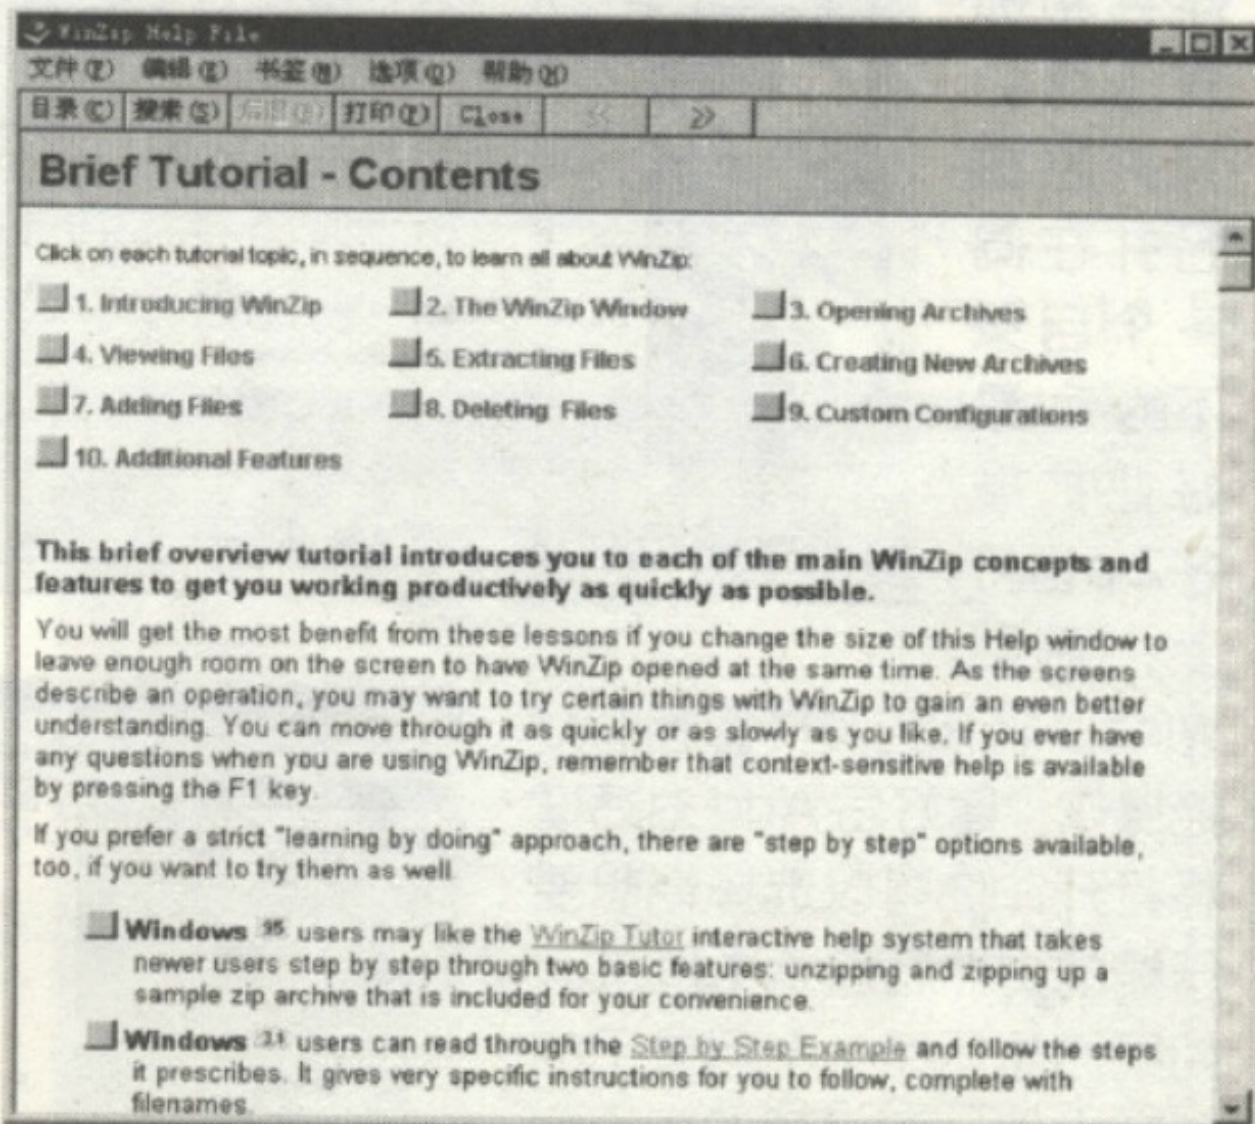 WinZip Help File
文件(F) 编辑(E) 书签(M) 选项(O) 帮助(H)
目录(C) 搜索(S) 后退(B) 打印(P) Close << >>
Brief Tutorial - Contents
Click on each tutorial topic, in sequence, to learn all about WinZip:
1. Introducing WinZip 2. The WinZip Window 3. Opening Archives
4. Viewing Files 5. Extracting Files 6. Creating New Archives
7. Adding Files 8. Deleting Files 9. Custom Configurations
10. Additional Features
This brief overview tutorial introduces you to each of the main WinZip concepts and
features to get you working productively as quickly as possible.
You will get the most benefit from these lessons if you change the size of this Help window to
leave enough room on the screen to have WinZip opened at the same time. As the screens
describe an operation, you may want to try certain things with WinZip to gain an even better
understanding. You can move through it as quickly or as slowly as you like. If you ever have
any questions when you are using WinZip, remember that context-sensitive help is available
by pressing the F1 key.
If you prefer a strict "learning by doing" approach, there are "step by step" options available,
too, if you want to try them as well.
Windows 95 users may like the WinZip Tutor interactive help system that takes
newer users step by step through two basic features: unzipping and zipping up a
sample zip archive that is included for your convenience.
Windows 3.1 users can read through the Step by Step Example and follow the steps
it prescribes. It gives very specific instructions for you to follow, complete with
filenames.